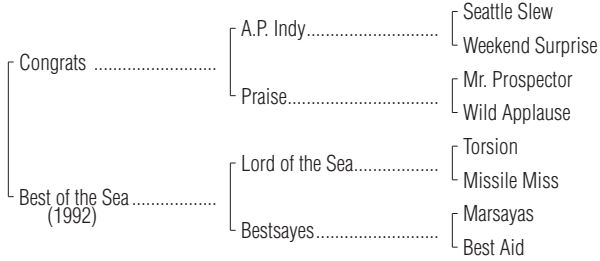 Seattle Slew
A.P. Indy..............................
Weekend Surprise
Congrats ...........................
Mr. Prospector
Praise...................................
Wild Applause
Torsion
Lord of the Sea...................
Missile Miss
Best of the Sea..................
(1992)
Marsayas
Bestsayes............................
Best Aid